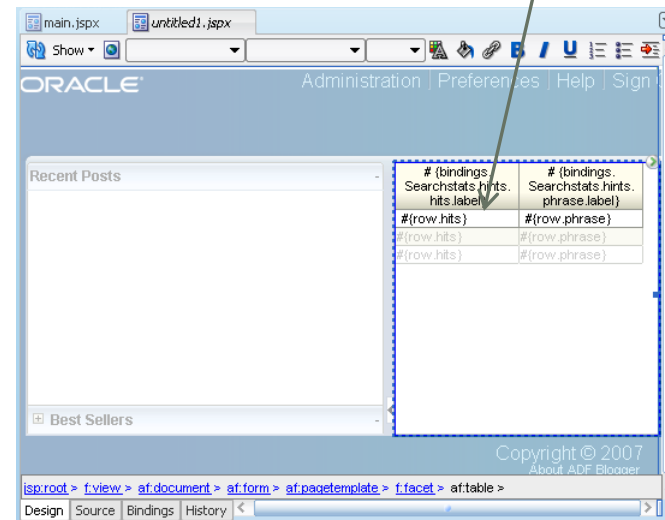 main.jspx untitled1.jspx
Show B I U
ORACLE Administration | Preferences | Help | Sign
Recent Posts -
# {bindings. # {bindings.
Searchstats.hints. Searchstats.hints.
hits.label} phrase.label}
#{row.hits} #{row.phrase}
#{row.hits} #{row.phrase}
#{row.hits} #{row.phrase}
Best Sellers -
Copyright © 2007
About ADF Blogger
jsp:root > f:view > af:document > af:form > af:pagetemplate > f:facet > af:table >
Design Source Bindings History